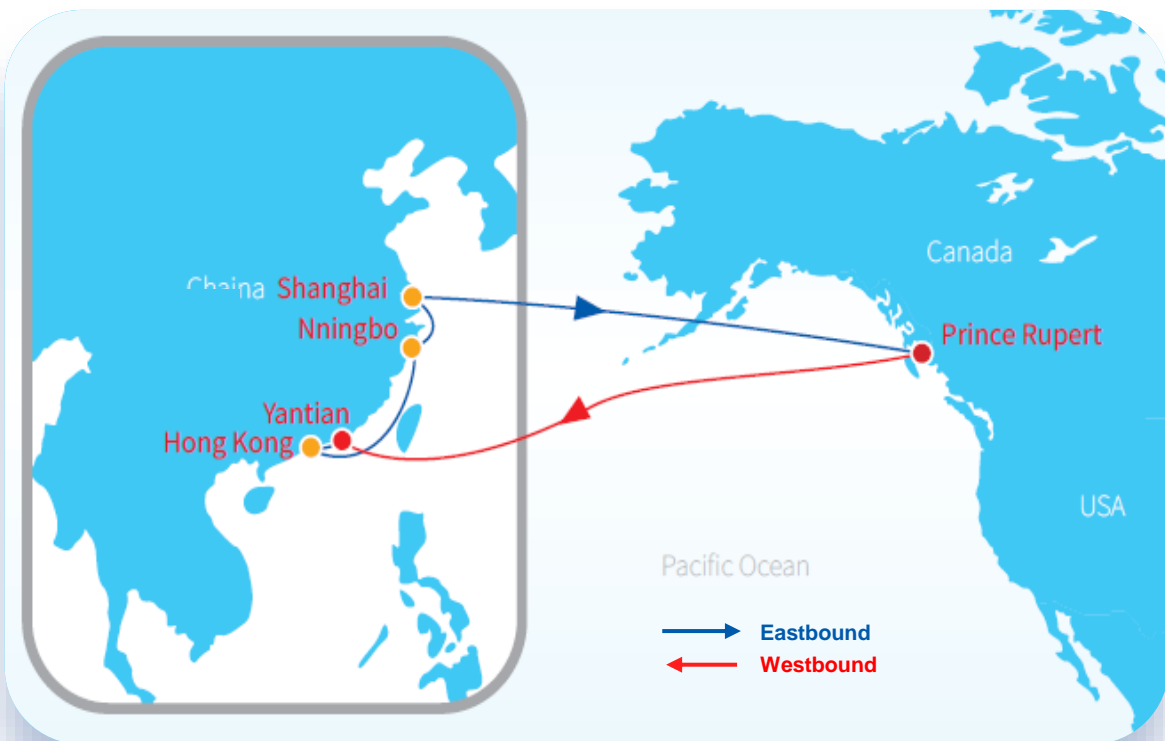 Chaina
Shanghai
Nningbo
Yantian
Hong Kong
Canada
Prince Rupert
USA
Pacific Ocean
Eastbound
Westbound